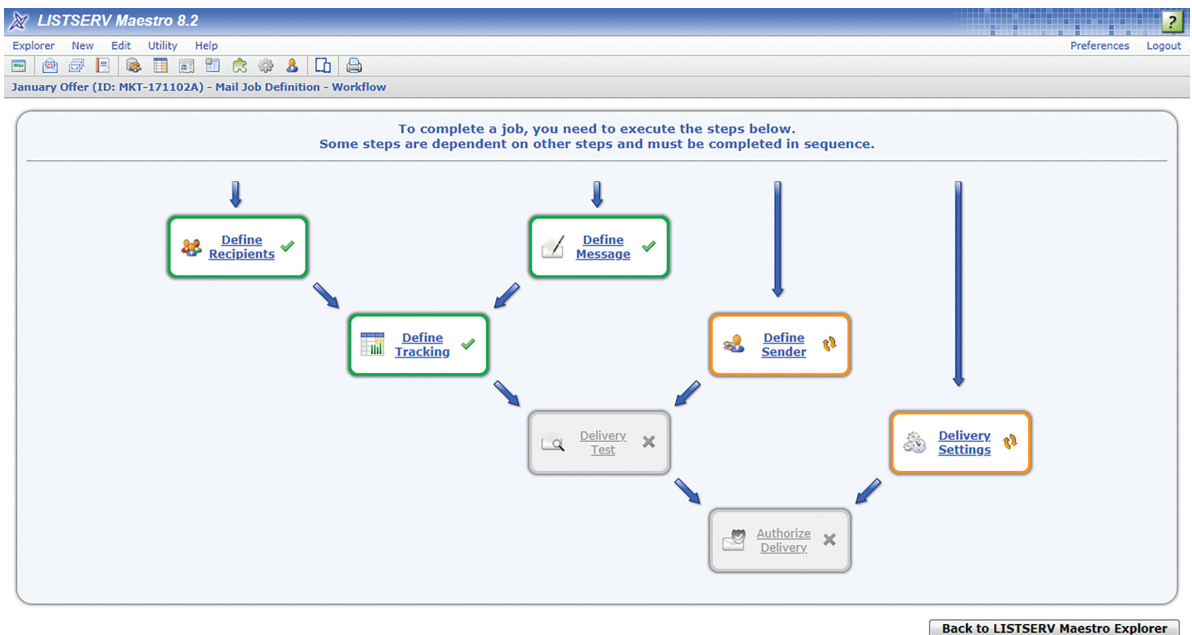 LISTSERV Maestro 8.2
?
Explorer New Edit Utility Help Preferences Logout
January Offer (ID: MKT-171102A) - Mail Job Definition - Workflow
To complete a job, you need to execute the steps below.
Some steps are dependent on other steps and must be completed in sequence.
Define
Recipients
Define
Message
Define
Tracking
Define
Sender
Delivery
Test
Delivery
Settings
Authorize
Delivery
Back to LISTSERV Maestro Explorer